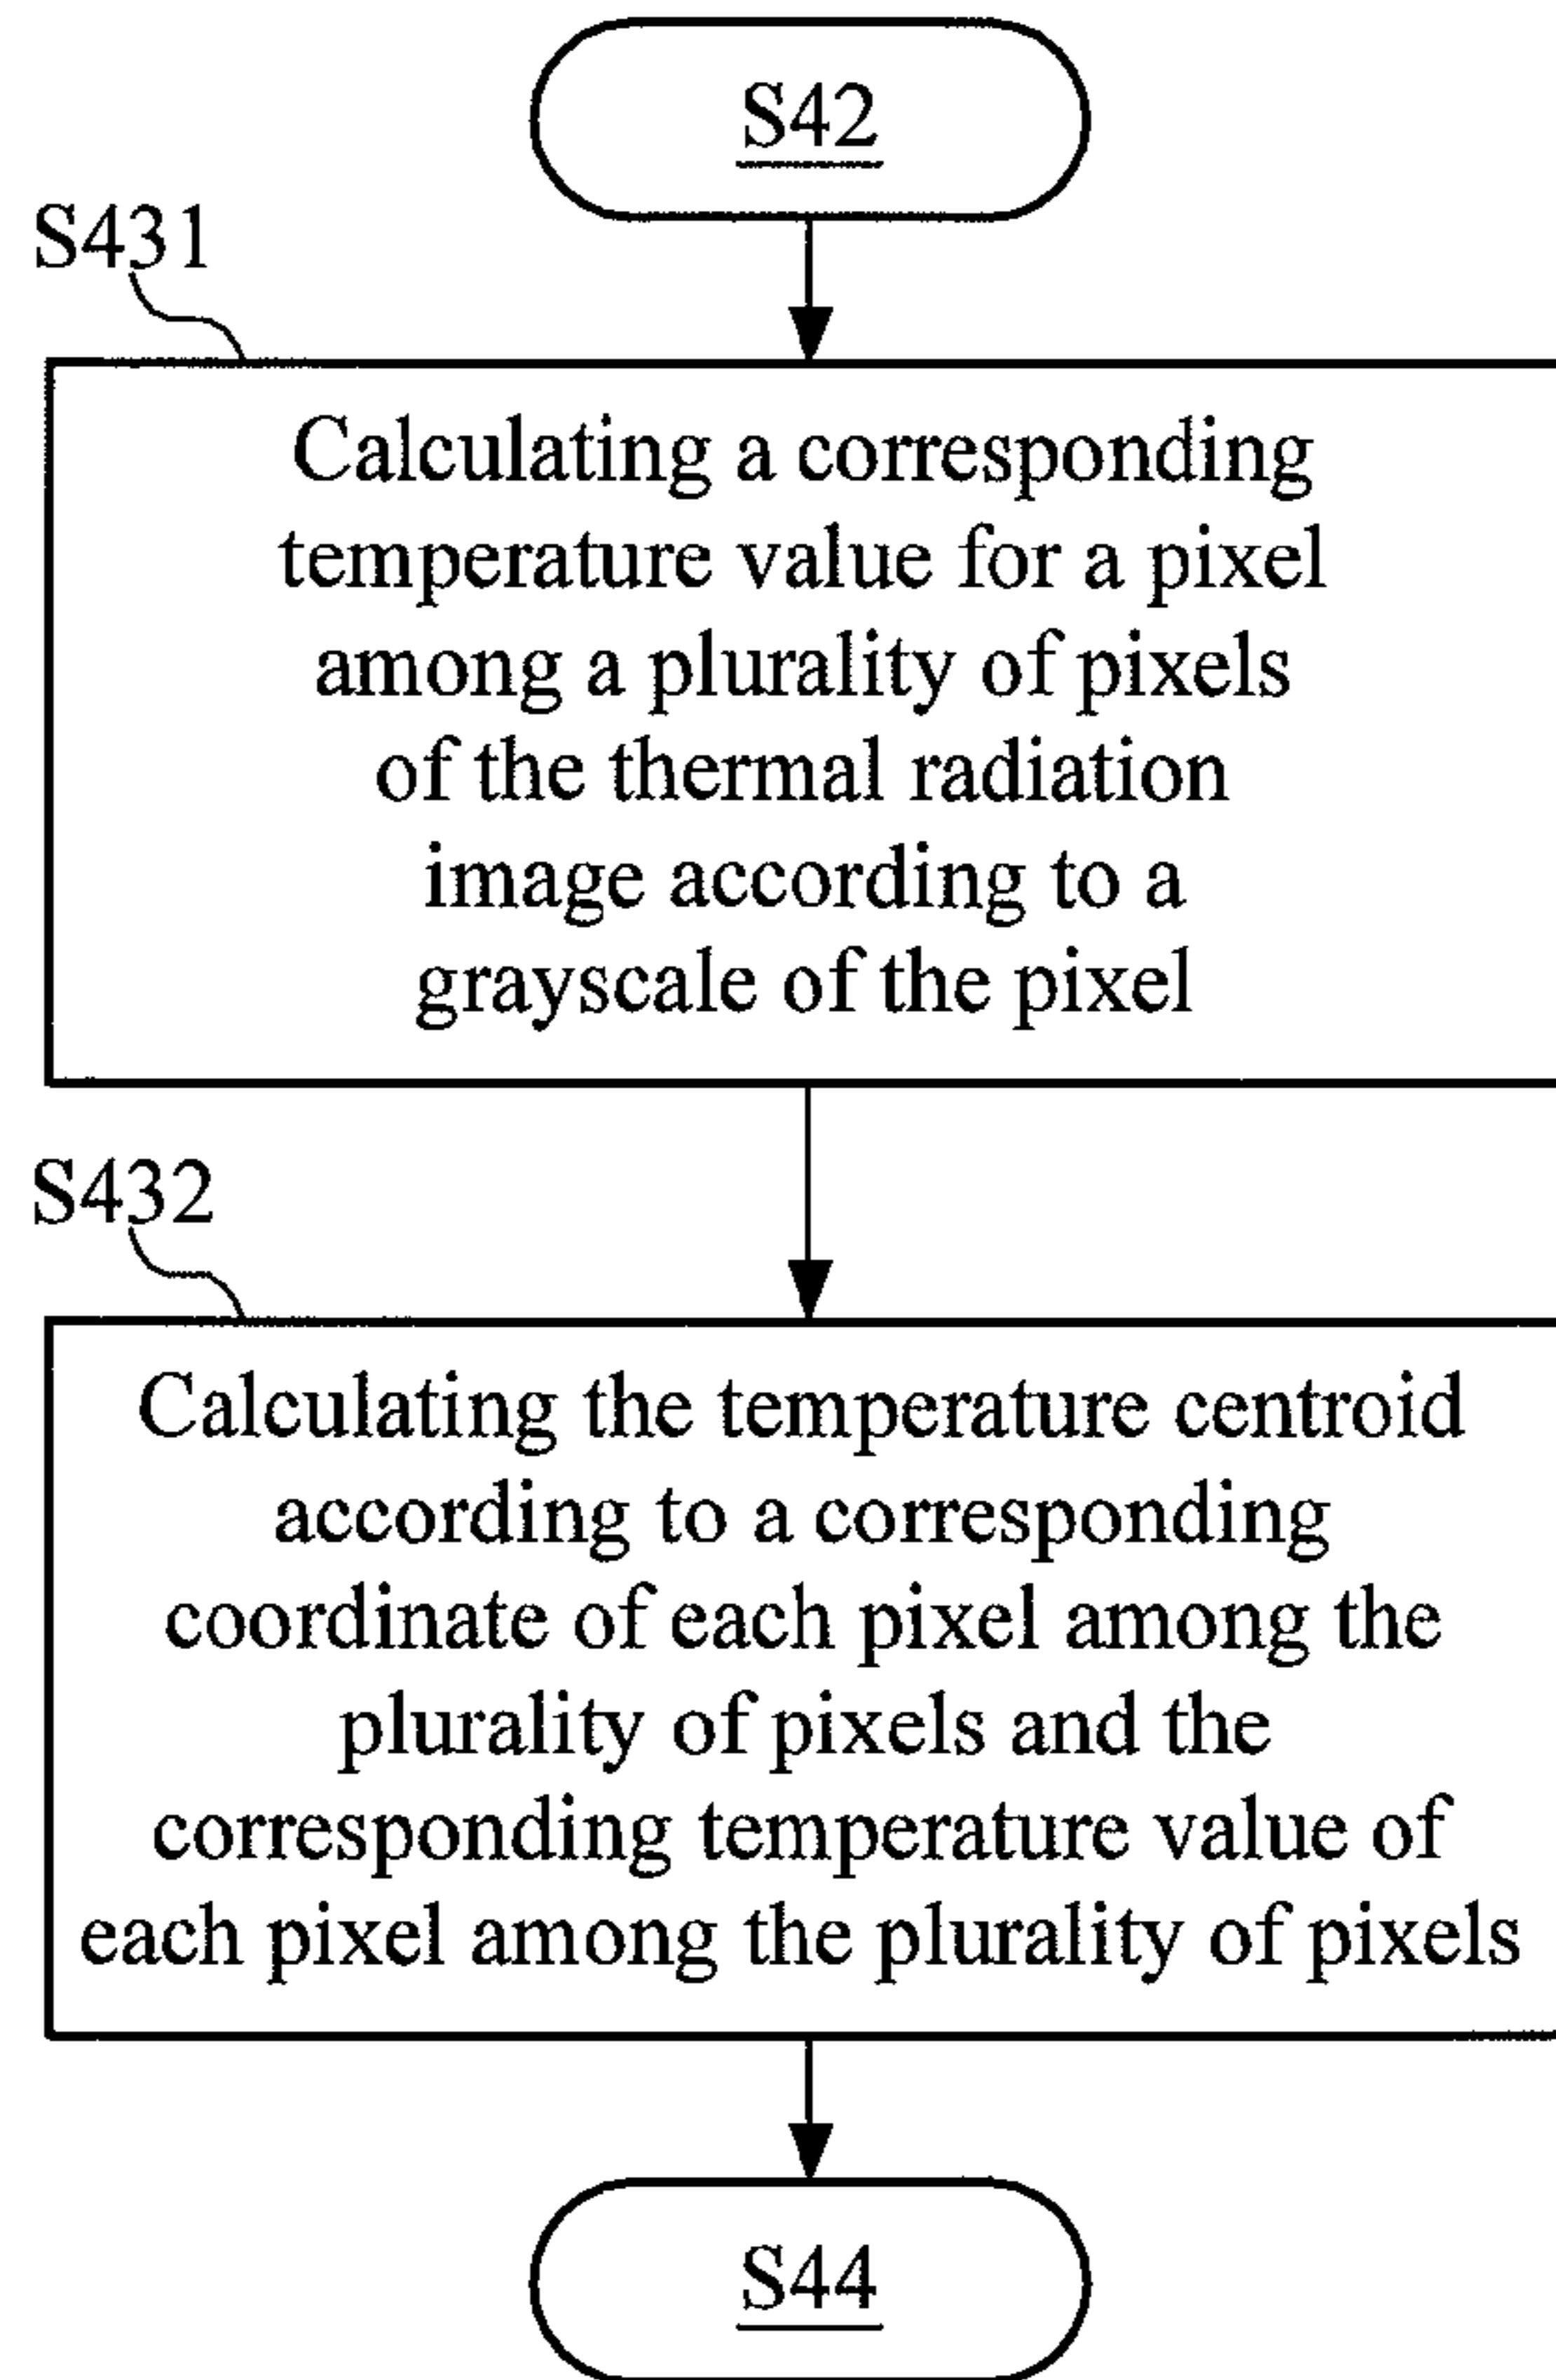 S42
S431
Calculating a corresponding
temperature value for a pixel
among a plurality of pixels
of the thermal radiation
image according to a
grayscale of the pixel
S432
Calculating the temperature centroid
according to a corresponding
coordinate of each pixel among the
plurality of pixels and the
corresponding temperature value of
each pixel among the plurality of pixels
S44